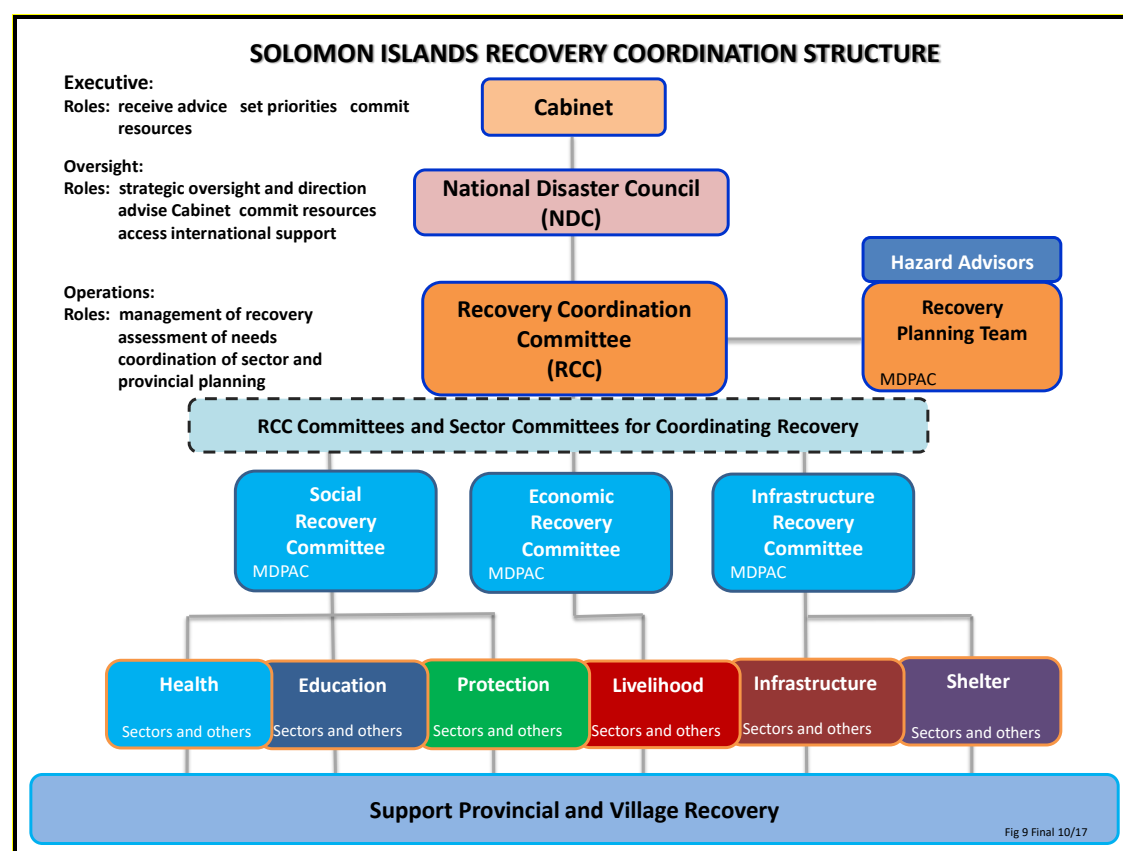 SOLOMON ISLANDS RECOVERY COORDINATION STRUCTURE
Executive:
Roles: receive advice set priorities commit
resources
Cabinet
Oversight:
Roles: strategic oversight and direction
advise Cabinet commit resources
access international support
National Disaster Council
(NDC)
Operations:
Roles: management of recovery
assessment of needs
coordination of sector and
provincial planning
Recovery Coordination
Committee
(RCC)
Hazard Advisors
Recovery
Planning Team
MDPAC
RCC Committees and Sector Committees for Coordinating Recovery
Social
Recovery
Committee
MDPAC
Economic
Recovery
Committee
MDPAC
Infrastructure
Recovery
Committee
MDPAC
Health
Sectors and others
Education
Sectors and others
Protection
Sectors and others
Livelihood
Sectors and others
Infrastructure
Sectors and others
Shelter
Sectors and others
Support Provincial and Village Recovery
Fig 9 Final 10/17